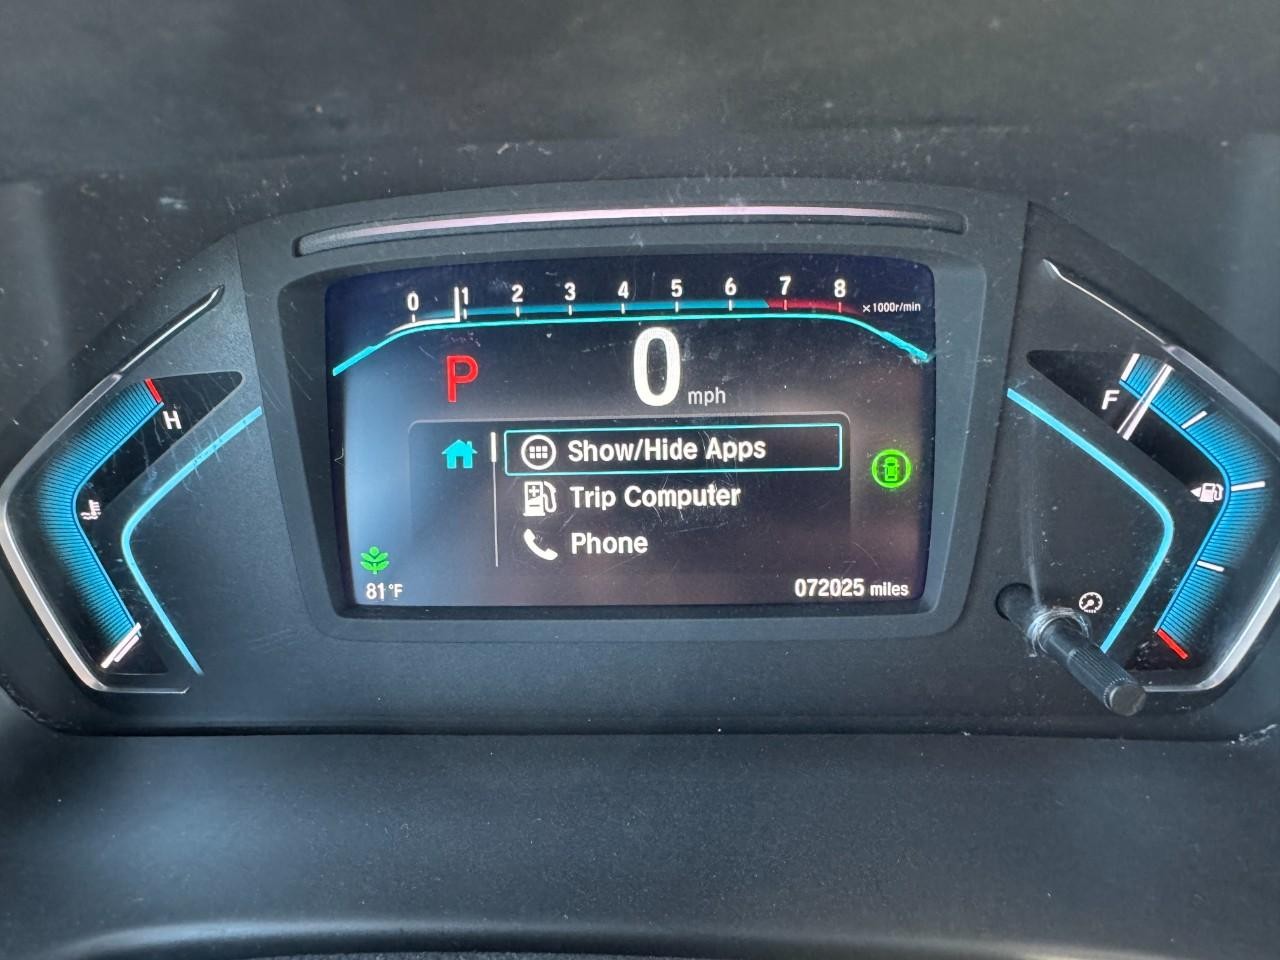 0 1 2 3 4 5 6 7 8
x1000r/min
P
0 mph
H
F
Show/Hide Apps
Trip Computer
Phone
81°F
072025 miles